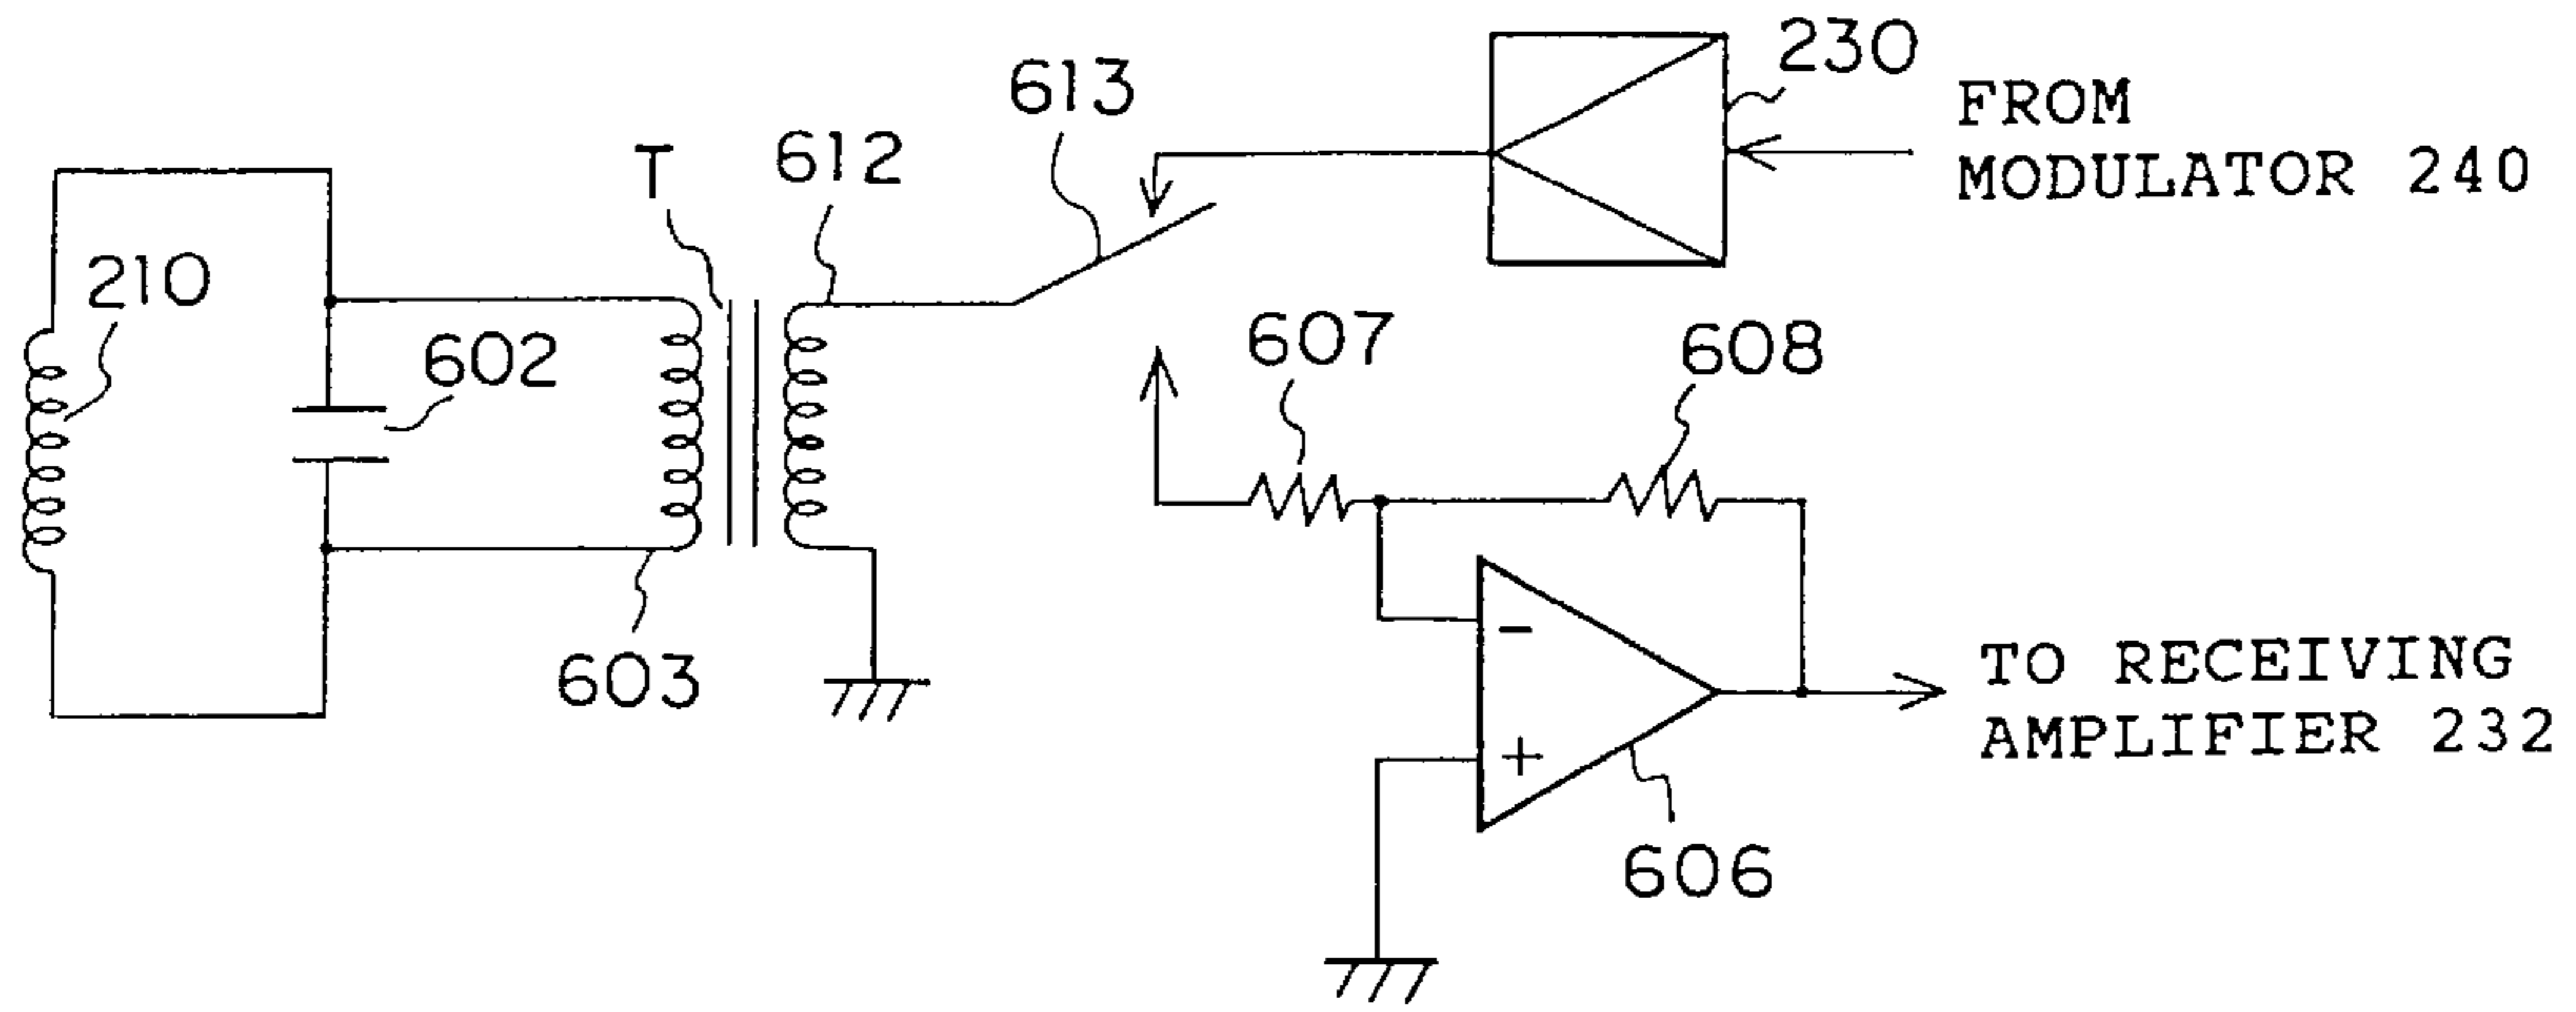 230
613
FROM
MODULATOR 240
T
612
210
602
607
608
603
−
+
TO RECEIVING
AMPLIFIER 232
606